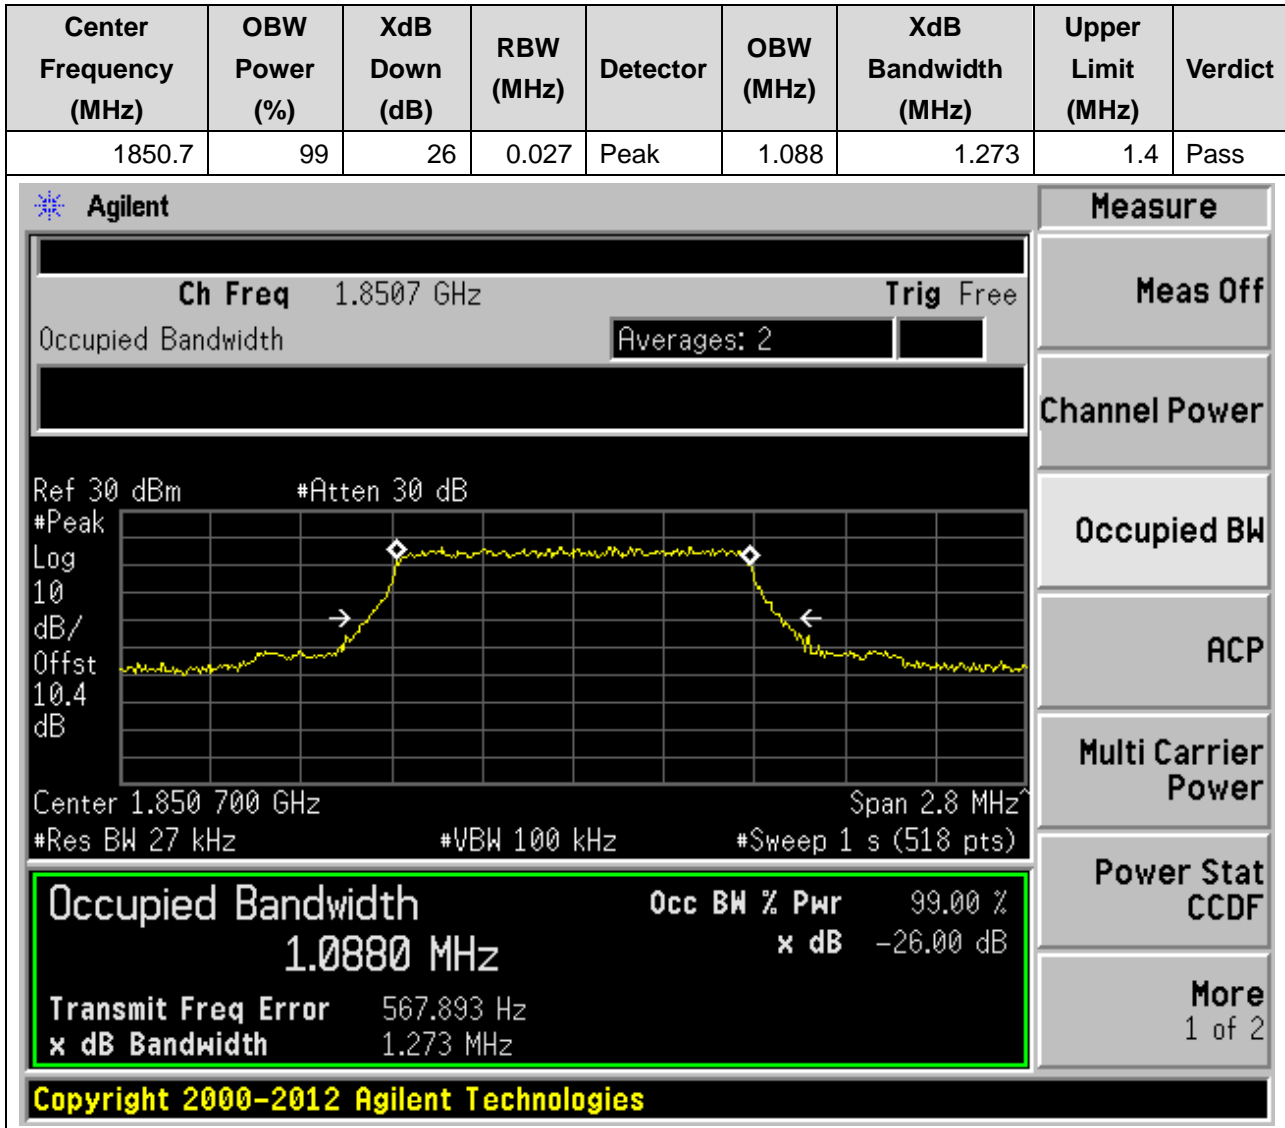 Center Frequency (MHz) OBW Power (%) XdB Down (dB) RBW (MHz) Detector OBW (MHz) XdB Bandwidth (MHz) Upper Limit (MHz) Verdict
1850.7 99 26 0.027 Peak 1.088 1.273 1.4 Pass
Agilent
Measure
Ch Freq 1.8507 GHz Trig Free
Meas Off
Occupied Bandwidth Averages: 2
Channel Power
Ref 30 dBm #Atten 30 dB
#Peak
Log
10
dB/
Offst
10.4
dB
Occupied BW
ACP
Multi Carrier
Power
Center 1.850 700 GHz Span 2.8 MHz^
#Res BW 27 kHz #VBW 100 kHz #Sweep 1 s (518 pts)
Power Stat
CCDF
Occupied Bandwidth Occ BW % Pwr 99.00 %
1.0880 MHz x dB -26.00 dB
Transmit Freq Error 567.893 Hz
x dB Bandwidth 1.273 MHz
More
1 of 2
Copyright 2000-2012 Agilent Technologies